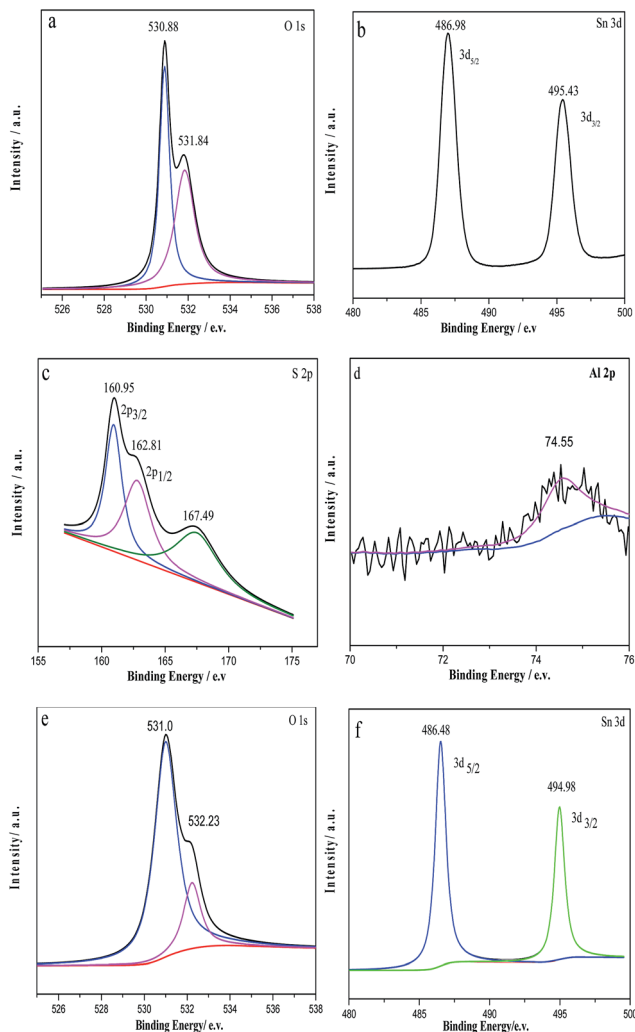 a
530.88
O 1s
531.84
Intensity / a.u.
526 528 530 532 534 536 538
Binding Energy / e.v.
b
486.98
Sn 3d
3d5/2
495.43
3d3/2
Intensity / a.u.
480 485 490 495 500
Binding Energy / e.v
c
S 2p
160.95
2p3/2
162.81
2p1/2
167.49
Intensity / a.u.
155 160 165 170 175
Binding Energy / e.v.
d
Al 2p
74.55
Intensity / a.u.
70 72 74 76
Binding Energy / e.v.
e
531.0
O 1s
532.23
Intensity/ a.u.
526 528 530 532 534 536 538
Binding Energy / e.v.
f
486.48
Sn 3d
3d 5/2
494.98
3d 3/2
Intensity/ a.u.
480 485 490 495 500
Binding Energy/e.v.